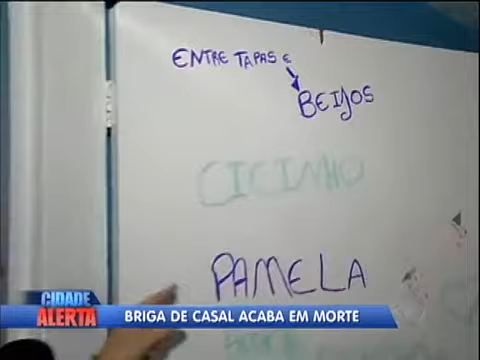 ENTRE TAPAS E
BEIJOS
CICINHO
PAMELA
CIDADE
ALERTA
BRIGA DE CASAL ACABA EM MORTE